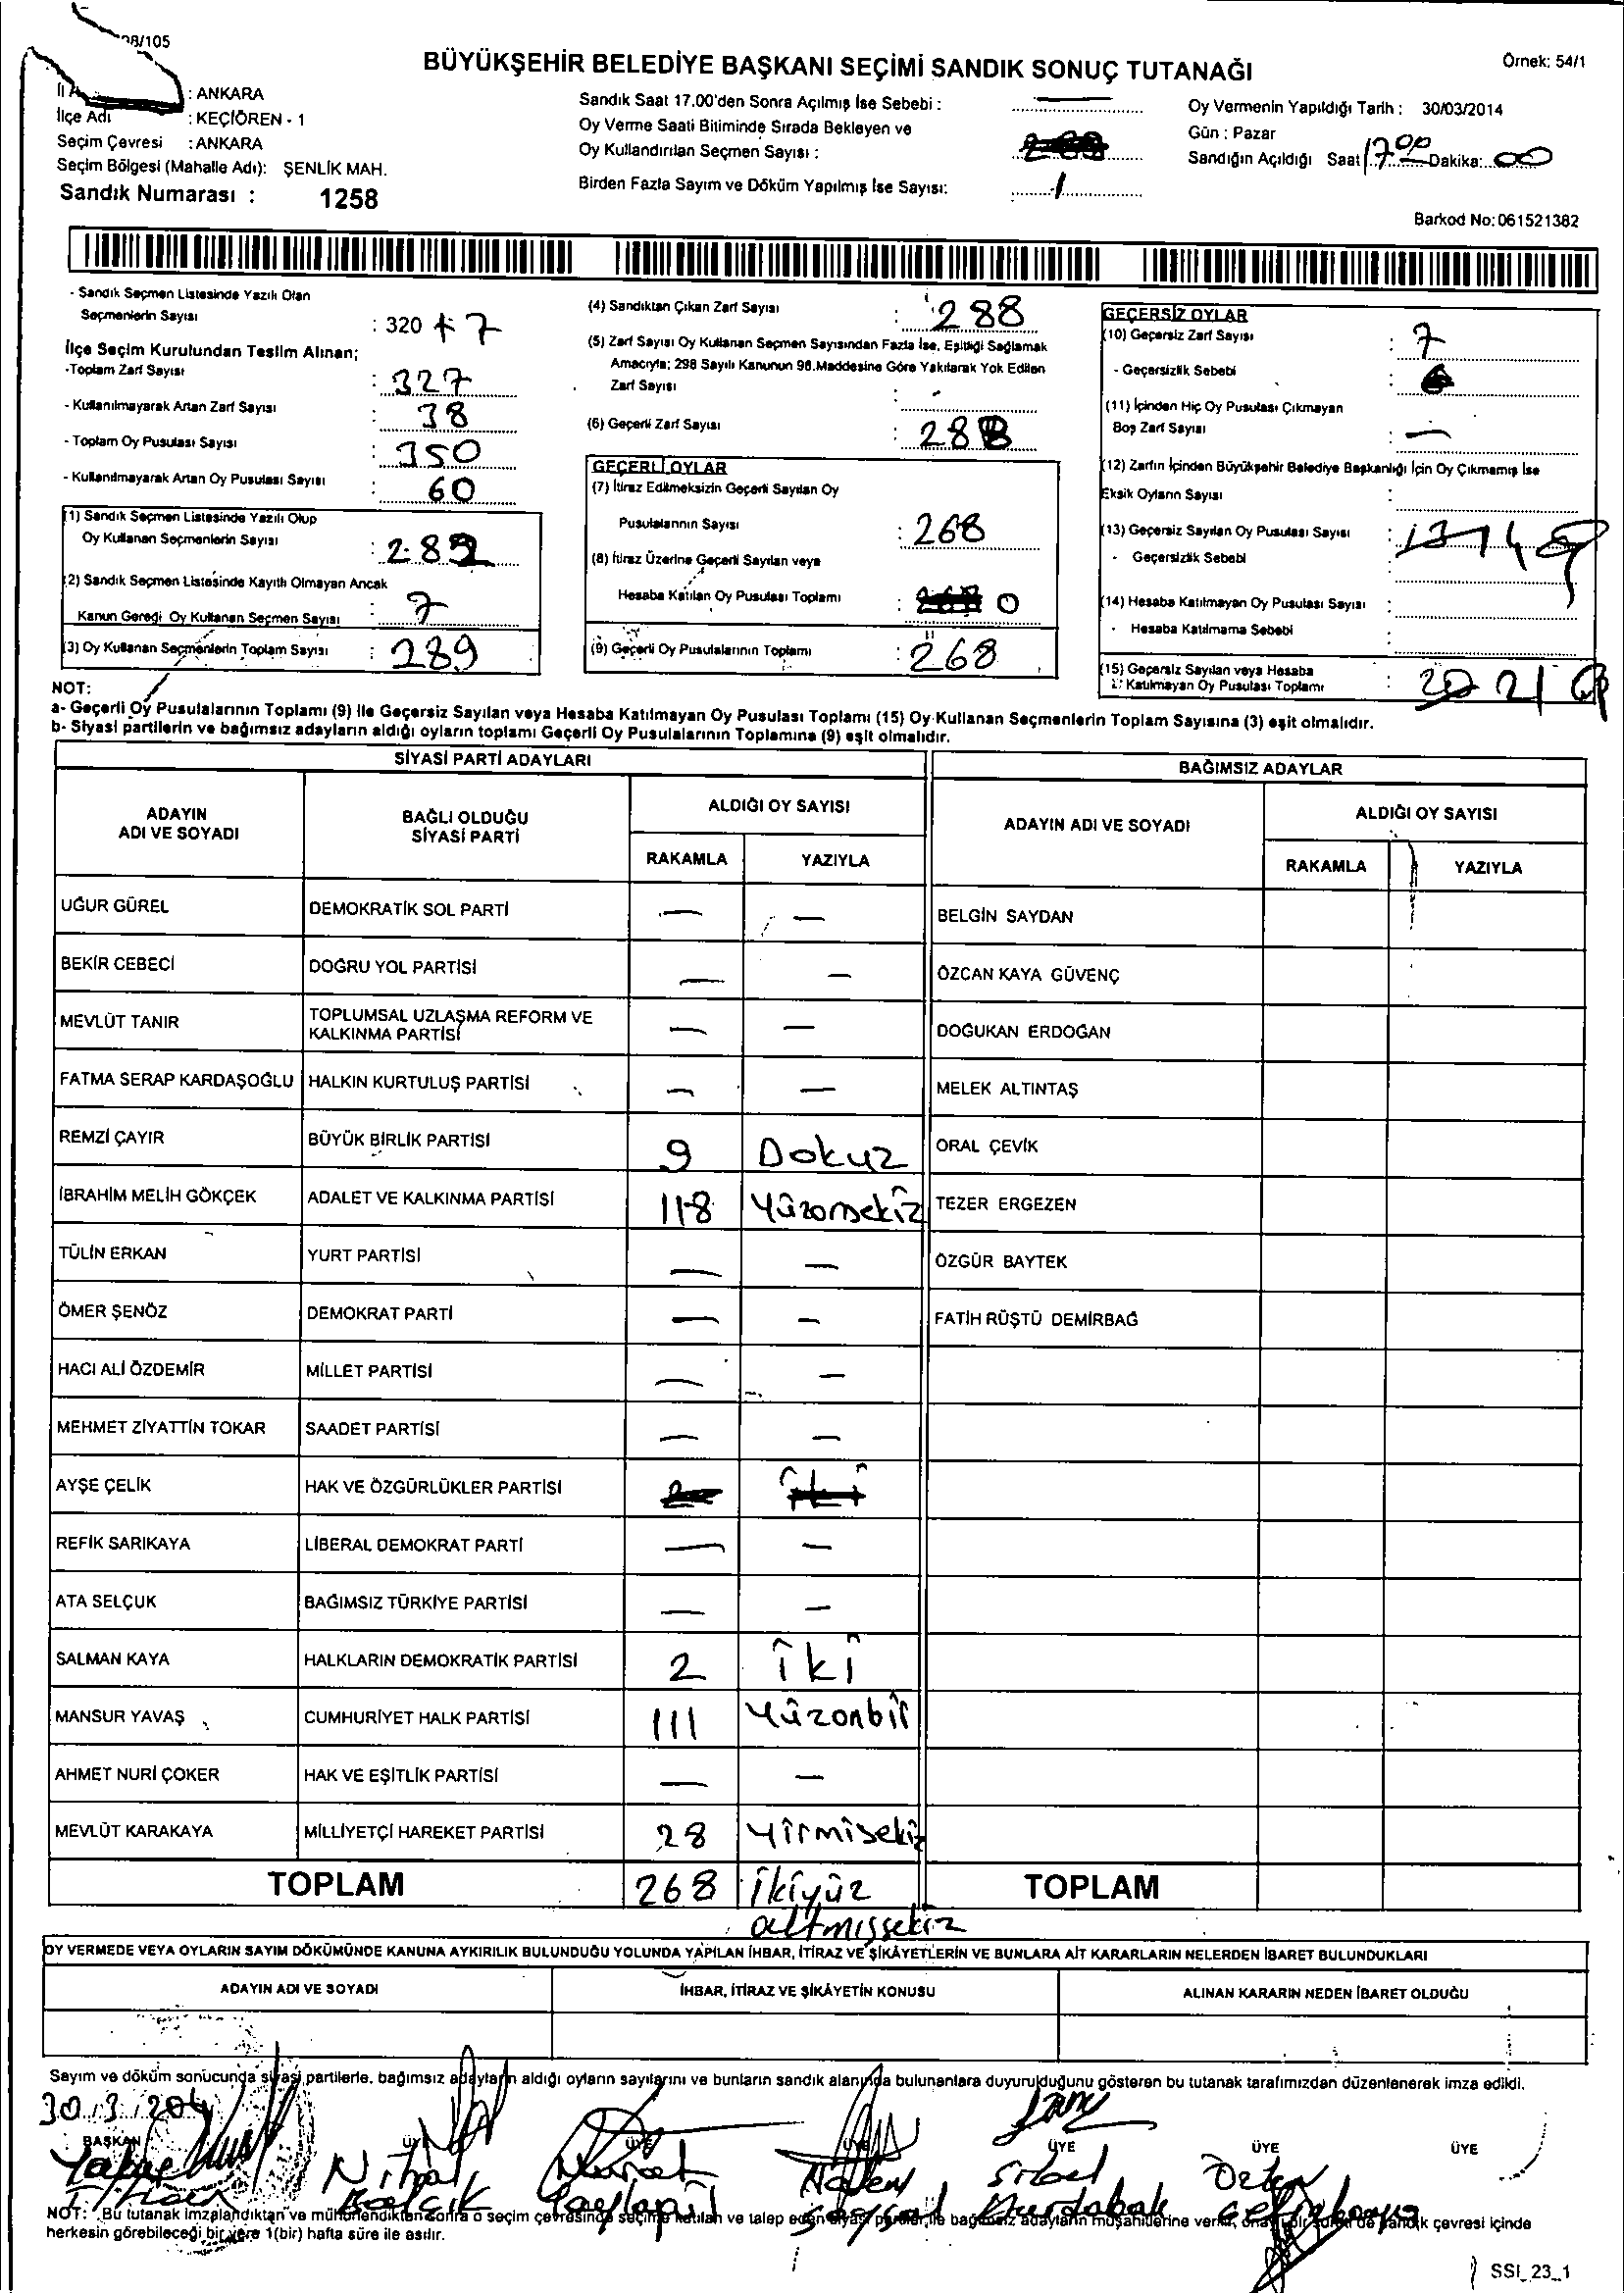 98/105
BÜYÜKŞEHİR BELEDİYE BAŞKANI SEÇİMİ SANDIK SONUÇ TUTANAĞI
Örnek: 54/1
: ANKARA
İlçe Adı : KEÇİÖREN - 1
Seçim Çevresi : ANKARA
Seçim Bölgesi (Mahalle Adı): ŞENLİK MAH.
Sandık Numarası : 1258
Sandık Saat 17.00'den Sonra Açılmış İse Sebebi : —
Oy Verme Saati Bitiminde Sırada Bekleyen ve
Oy Kullandırılan Seçmen Sayısı :
Birden Fazla Sayım ve Döküm Yapılmış İse Sayısı: 1
Oy Vermenin Yapıldığı Tarih : 30/03/2014
Gün : Pazar
Sandığın Açıldığı Saat 17 00 Dakika: 00
Barkod No: 061521382
- Sandık Seçmen Listesinde Yazılı Olan
Seçmenlerin Sayısı : 320 + 7
İlçe Seçim Kurulundan Teslim Alınan;
-Toplam Zarf Sayısı : 327
- Kullanılmayarak Artan Zarf Sayısı : 38
- Toplam Oy Pusulası Sayısı : 350
- Kullanılmayarak Artan Oy Pusulası Sayısı : 60
(1) Sandık Seçmen Listesinde Yazılı Olup
Oy Kullanan Seçmenlerin Sayısı : 282
(2) Sandık Seçmen Listesinde Kayıtlı Olmayan Ancak
Kanun Gereği Oy Kullanan Seçmen Sayısı : 7
(3) Oy Kullanan Seçmenlerin Toplam Sayısı : 289
(4) Sandıktan Çıkan Zarf Sayısı : 288
(5) Zarf Sayısı Oy Kullanan Seçmen Sayısından Fazla İse, Eşitliği Sağlamak
Amacıyla; 298 Sayılı Kanunun 98.Maddesine Göre Yakılarak Yok Edilen
Zarf Sayısı : -
(6) Geçerli Zarf Sayısı : 288
GEÇERLİ OYLAR
(7) İtiraz Edilmeksizin Geçerli Sayılan Oy
Pusulalarının Sayısı : 268
(8) İtiraz Üzerine Geçerli Sayılan veya
Hesaba Katılan Oy Pusulası Toplamı : 0
(9) Geçerli Oy Pusulalarının Toplamı : 268
GEÇERSİZ OYLAR
(10) Geçersiz Zarf Sayısı : 7
- Geçersizlik Sebebi :
(11) İçinden Hiç Oy Pusulası Çıkmayan
Boş Zarf Sayısı : —
(12) Zarfın İçinden Büyükşehir Belediye Başkanlığı İçin Oy Çıkmamış İse
Eksik Oyların Sayısı :
(13) Geçersiz Sayılan Oy Pusulası Sayısı : 13 14
- Geçersizlik Sebebi
(14) Hesaba Katılmayan Oy Pusulası Sayısı :
- Hesaba Katılmama Sebebi
(15) Geçersiz Sayılan veya Hesaba
Katılmayan Oy Pusulası Toplamı : 20 21
NOT:
a- Geçerli Oy Pusulalarının Toplamı (9) ile Geçersiz Sayılan veya Hesaba Katılmayan Oy Pusulası Toplamı (15) Oy Kullanan Seçmenlerin Toplam Sayısına (3) eşit olmalıdır.
b- Siyasi partilerin ve bağımsız adayların aldığı oyların toplamı Geçerli Oy Pusulalarının Toplamına (9) eşit olmalıdır.
SİYASİ PARTİ ADAYLARI
ADAYIN ADI VE SOYADI
BAĞLI OLDUĞU SİYASİ PARTİ
ALDIĞI OY SAYISI
RAKAMLA YAZIYLA
UĞUR GÜREL DEMOKRATİK SOL PARTİ — —
BEKİR CEBECİ DOĞRU YOL PARTİSİ — —
MEVLÜT TANIR TOPLUMSAL UZLAŞMA REFORM VE KALKINMA PARTİSİ — —
FATMA SERAP KARDAŞOĞLU HALKIN KURTULUŞ PARTİSİ — —
REMZİ ÇAYIR BÜYÜK BİRLİK PARTİSİ 9 Dokuz
İBRAHİM MELİH GÖKÇEK ADALET VE KALKINMA PARTİSİ 118 Yüzonsekiz
TÜLİN ERKAN YURT PARTİSİ — —
ÖMER ŞENÖZ DEMOKRAT PARTİ — —
HACI ALİ ÖZDEMİR MİLLET PARTİSİ — —
MEHMET ZİYATTİN TOKAR SAADET PARTİSİ — —
AYŞE ÇELİK HAK VE ÖZGÜRLÜKLER PARTİSİ
REFİK SARIKAYA LİBERAL DEMOKRAT PARTİ — —
ATA SELÇUK BAĞIMSIZ TÜRKİYE PARTİSİ — —
SALMAN KAYA HALKLARIN DEMOKRATİK PARTİSİ 2 iki
MANSUR YAVAŞ CUMHURİYET HALK PARTİSİ 111 Yüzonbir
AHMET NURİ ÇOKER HAK VE EŞİTLİK PARTİSİ — —
MEVLÜT KARAKAYA MİLLİYETÇİ HAREKET PARTİSİ 28 Yirmisekiz
TOPLAM 268 ikiyüz altmışsekiz
BAĞIMSIZ ADAYLAR
ADAYIN ADI VE SOYADI
ALDIĞI OY SAYISI
RAKAMLA YAZIYLA
BELGİN SAYDAN
ÖZCAN KAYA GÜVENÇ
DOĞUKAN ERDOĞAN
MELEK ALTINTAŞ
ORAL ÇEVİK
TEZER ERGEZEN
ÖZGÜR BAYTEK
FATİH RÜŞTÜ DEMİRBAĞ
TOPLAM
OY VERMEDE VEYA OYLARIN SAYIM DÖKÜMÜNDE KANUNA AYKIRILIK BULUNDUĞU YOLUNDA YAPILAN İHBAR, İTİRAZ VE ŞİKÂYETLERİN VE BUNLARA AİT KARARLARIN NELERDEN İBARET BULUNDUKLARI
ADAYIN ADI VE SOYADI
İHBAR, İTİRAZ VE ŞİKÂYETİN KONUSU
ALINAN KARARIN NEDEN İBARET OLDUĞU
Sayım ve döküm sonucunda siyasi partilerle, bağımsız adayların aldığı oyların sayılarını ve bunların sandık alanında bulunanlara duyurulduğunu gösteren bu tutanak tarafımızdan düzenlenerek imza edildi.
30/3/2014
BAŞKAN ÜYE ÜYE ÜYE ÜYE ÜYE ÜYE
Nihal
Murat
Erbel
NOT: Bu tutanak imzalandıktan ve mühürlendikten sonra o seçim çevresinde seçime katılan ve talep eden siyasi partiler ile bağımsız adayların müşahitlerine verilir, çevresi içinde
herkesin görebileceği bir yere 1(bir) hafta süre ile asılır.
SSI_23_1